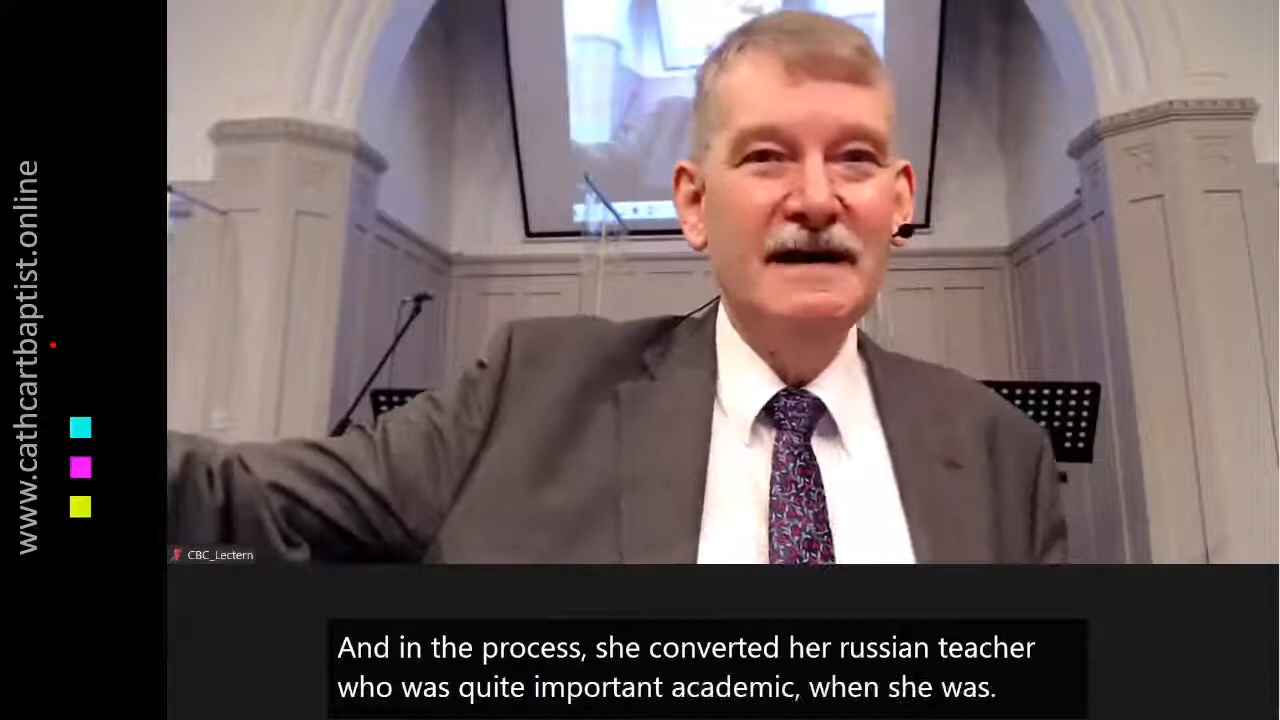 www.cathcartbaptist.online
CBC_Lectern
And in the process, she converted her russian teacher
who was quite important academic, when she was.